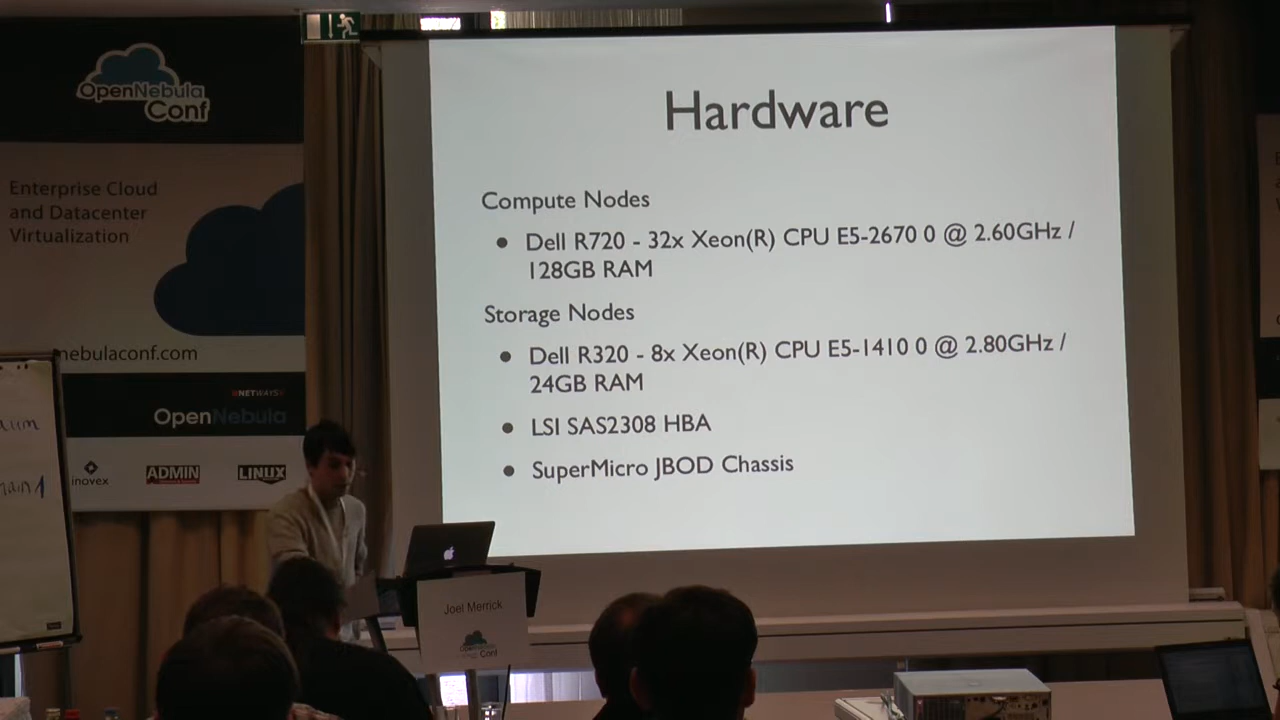 OpenNebula
Conf
Enterprise Cloud
and Datacenter
Virtualization
nebulaconf.com
NETWAYS
OpenNebula
inovex
ADMIN
LINUX
Hardware
Compute Nodes
• Dell R720 - 32x Xeon(R) CPU E5-2670 0 @ 2.60GHz /
128GB RAM
Storage Nodes
• Dell R320 - 8x Xeon(R) CPU E5-1410 0 @ 2.80GHz /
24GB RAM
• LSI SAS2308 HBA
• SuperMicro JBOD Chassis
Joel Merrick
OpenNebula
Conf